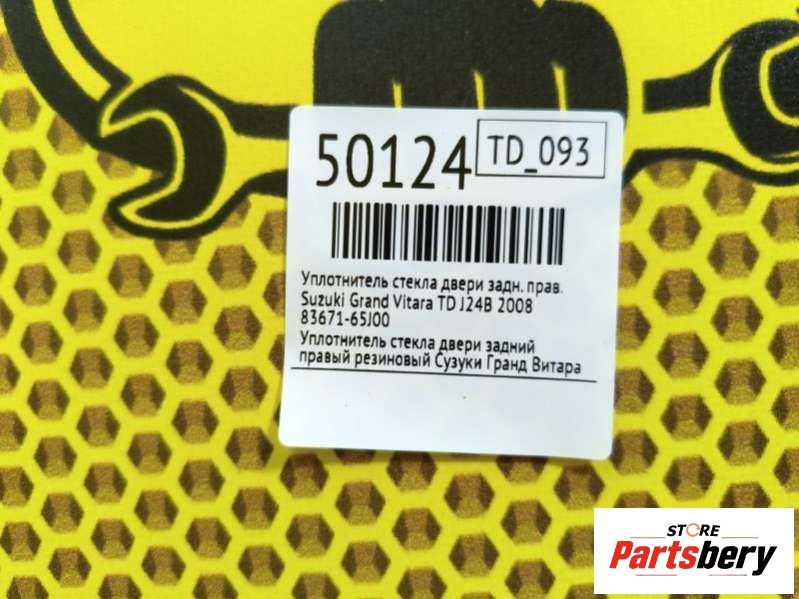 50124
TD_093
Уплотнитель стекла двери задн. прав.
Suzuki Grand Vitara TD J24B 2008
83671-65J00
Уплотнитель стекла двери задний
правый резиновый Сузуки Гранд Витара
STORE
Partsbery